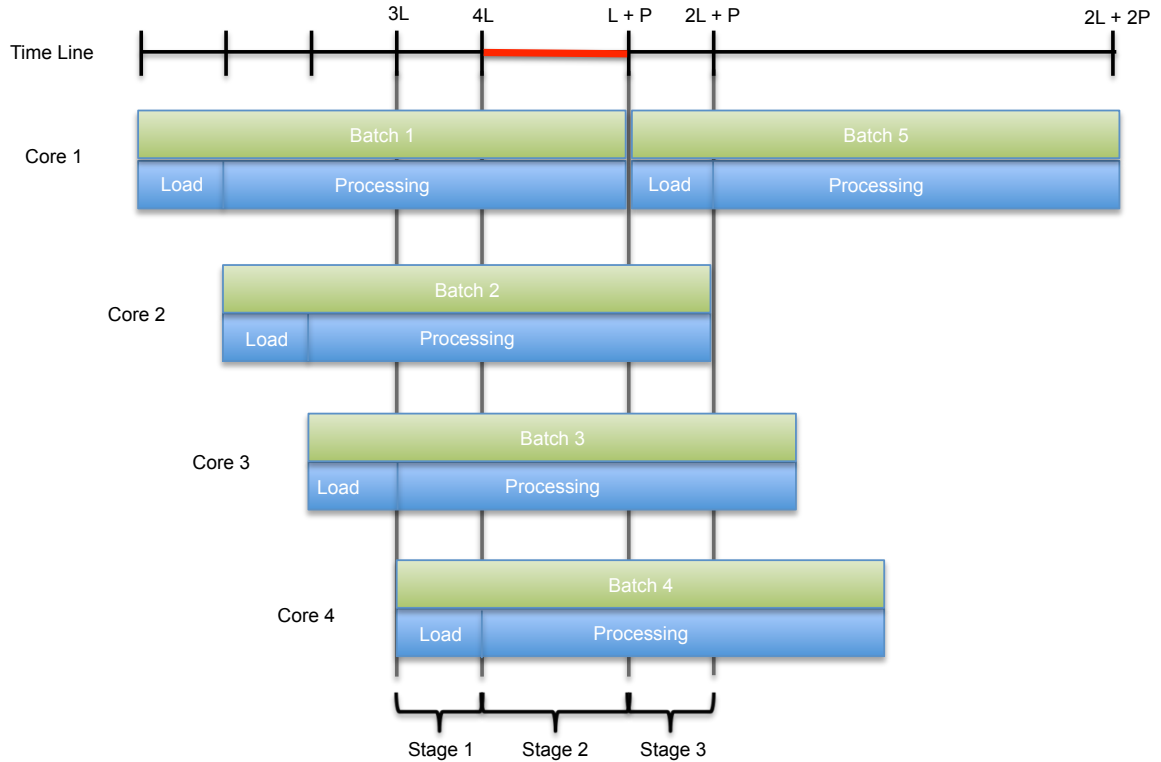 3L 4L L + P 2L + P 2L + 2P
Time Line
Batch 1 Batch 5
Core 1
Load Processing Load Processing
Batch 2
Core 2
Load Processing
Batch 3
Core 3
Load Processing
Batch 4
Core 4
Load Processing
Stage 1 Stage 2 Stage 3